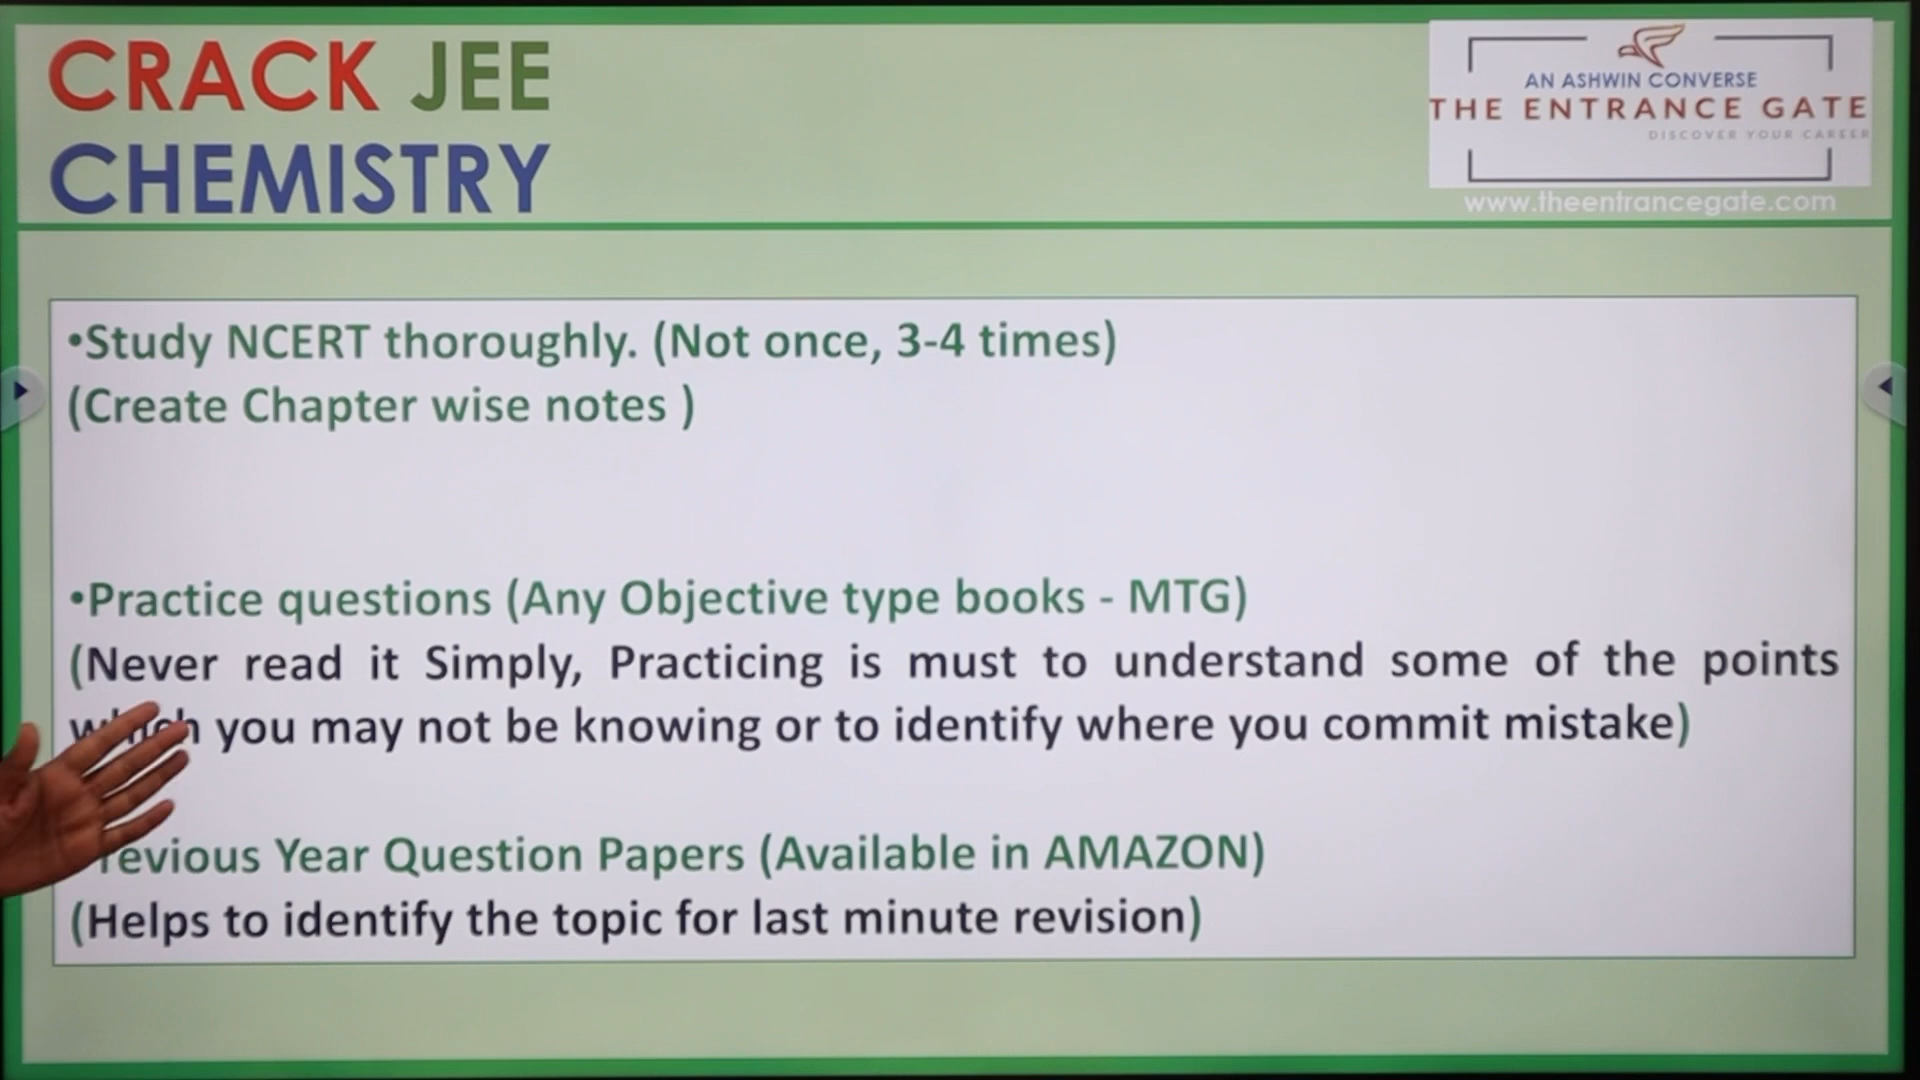 CRACK JEE
CHEMISTRY
AN ASHWIN CONVERSE
THE ENTRANCE GATE
DISCOVER YOUR CAREER
www.theentrancegate.com
•Study NCERT thoroughly. (Not once, 3-4 times)
(Create Chapter wise notes )
•Practice questions (Any Objective type books - MTG)
(Never read it Simply, Practicing is must to understand some of the points
which you may not be knowing or to identify where you commit mistake)
Previous Year Question Papers (Available in AMAZON)
(Helps to identify the topic for last minute revision)